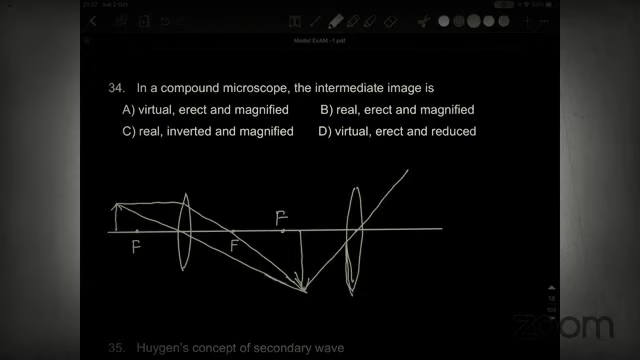 Model ExAM -1.pdf
34. In a compound microscope, the intermediate image is
A) virtual, erect and magnified B) real, erect and magnified
C) real, inverted and magnified D) virtual, erect and reduced
F
F F
35. Huygen's concept of secondary wave
zoom